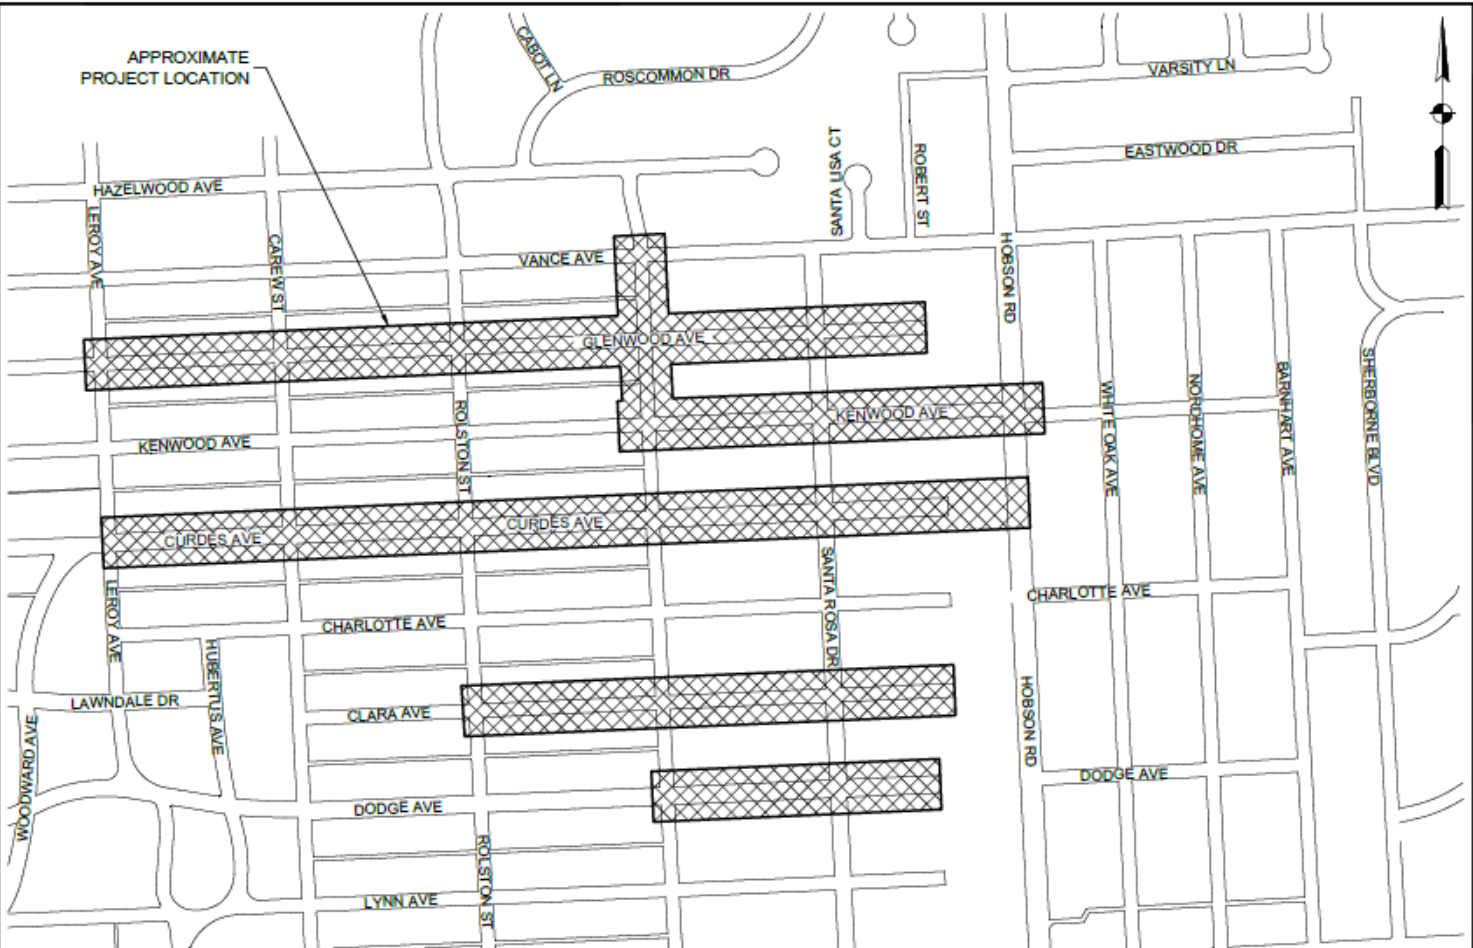 APPROXIMATE
PROJECT LOCATION
CABOT LN
ROSCOMMON DR
VARSITY LN
EASTWOOD DR
SANTA LISA CT
ROBERT ST
HAZELWOOD AVE
LEROY AVE
CAREW ST
VANCE AVE
HOBSON RD
GLENWOOD AVE
KENWOOD AVE
ROLSTON ST
KENWOOD AVE
WHITE OAK AVE
NORDHOME AVE
BARNHART AVE
SHERBORNE BLVD
CURDES AVE
CURDES AVE
LEROY AVE
SANTA ROSA DR
CHARLOTTE AVE
CHARLOTTE AVE
HUBERTUS AVE
LAWNDALE DR
CLARA AVE
HOBSON RD
WOODWARD AVE
DODGE AVE
DODGE AVE
ROLSTON ST
LYNN AVE